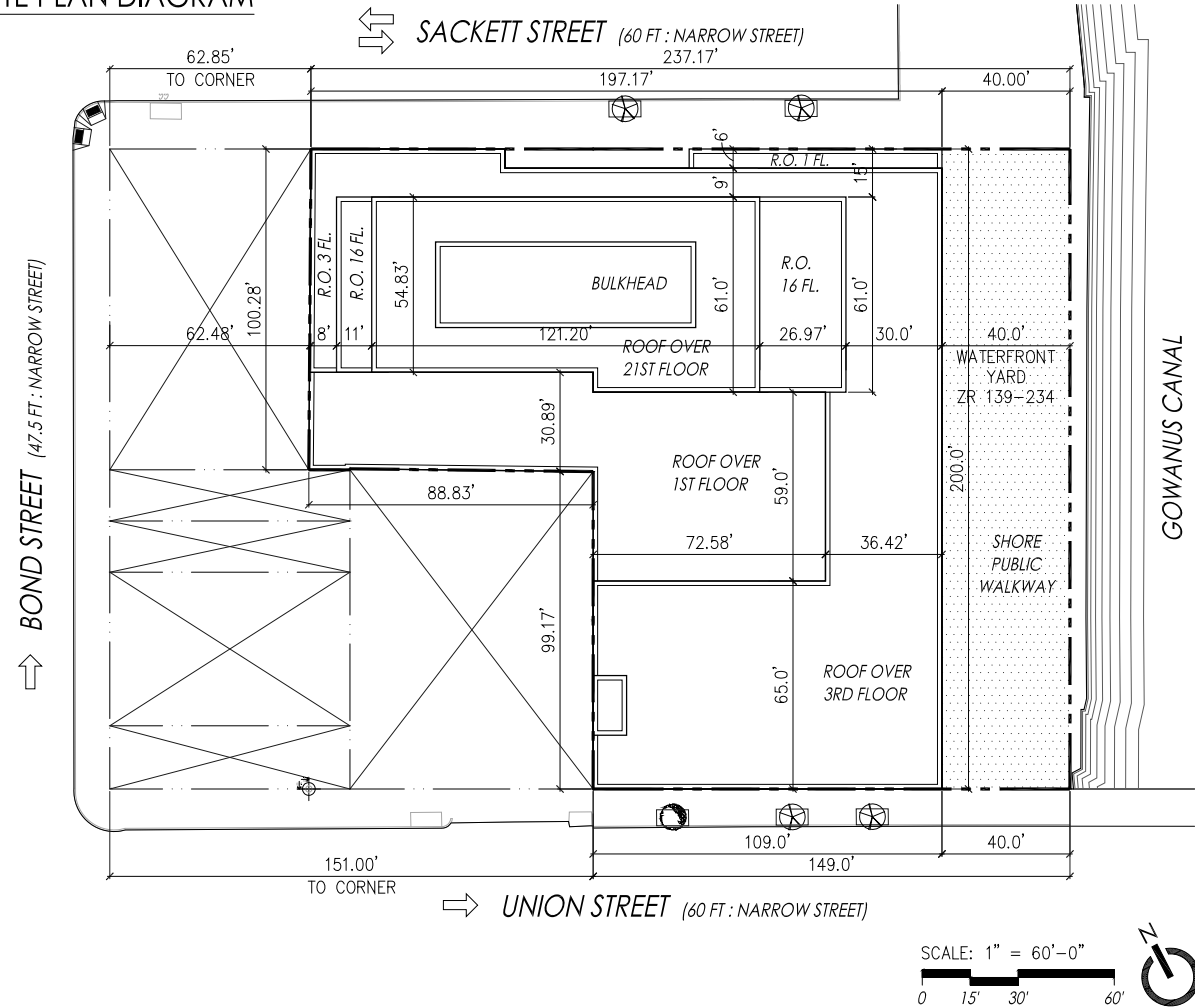 PLAN DIAGRAM
SACKETT STREET (60 FT : NARROW STREET)
62.85'
TO CORNER
237.17'
197.17'
40.00'
6'
R.O. 1 FL.
9'
15'
R.O. 3 FL.
R.O. 16 FL.
54.83'
BULKHEAD
61.0'
R.O.
16 FL.
61.0'
100.28'
62.48'
8'
11'
121.20'
26.97'
30.0'
40.0'
ROOF OVER
21ST FLOOR
WATERFRONT
YARD
ZR 139-234
GOWANUS CANAL
BOND STREET (47.5 FT : NARROW STREET)
30.89'
88.83'
ROOF OVER
1ST FLOOR
59.0'
200.0'
72.58'
36.42'
SHORE
PUBLIC
WALKWAY
99.17'
65.0'
ROOF OVER
3RD FLOOR
109.0'
40.0'
151.00'
TO CORNER
149.0'
UNION STREET (60 FT : NARROW STREET)
N
SCALE: 1" = 60'-0"
0 15' 30' 60'